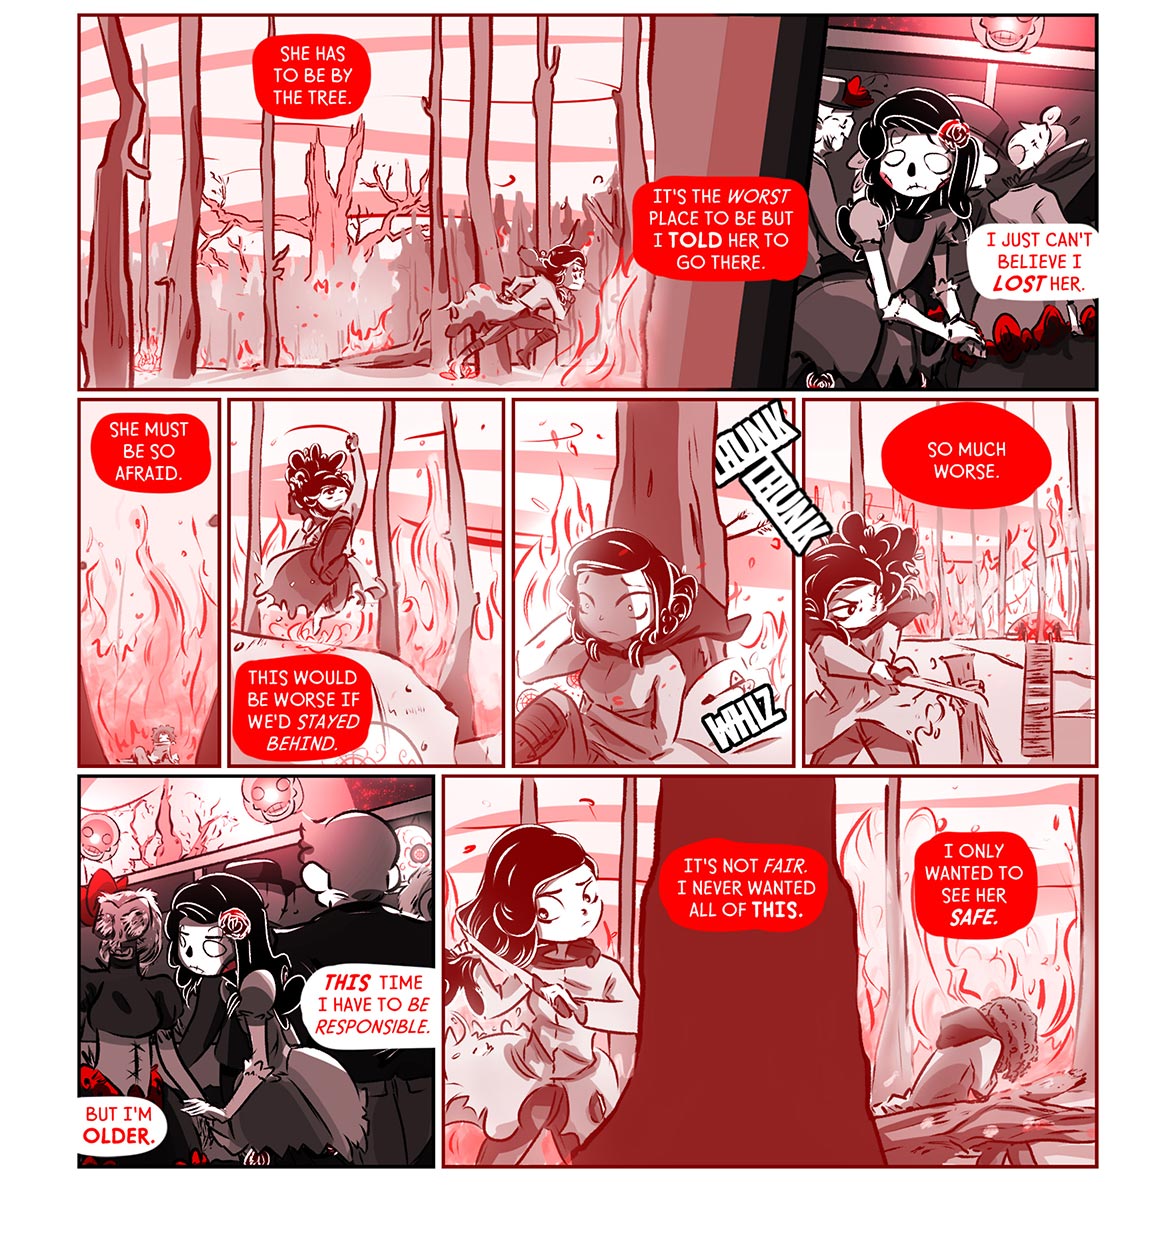 SHE HAS
TO BE BY
THE TREE.
IT'S THE WORST
PLACE TO BE BUT
I TOLD HER TO
GO THERE.
I JUST CAN'T
BELIEVE I
LOST HER.
SHE MUST
BE SO
AFRAID.
THIS WOULD
BE WORSE IF
WE'D STAYED
BEHIND.
HUNK
THUNK
WHIZ
SO MUCH
WORSE.
THIS TIME
I HAVE TO BE
RESPONSIBLE.
BUT I'M
OLDER.
IT'S NOT FAIR.
I NEVER WANTED
ALL OF THIS.
I ONLY
WANTED TO
SEE HER
SAFE.